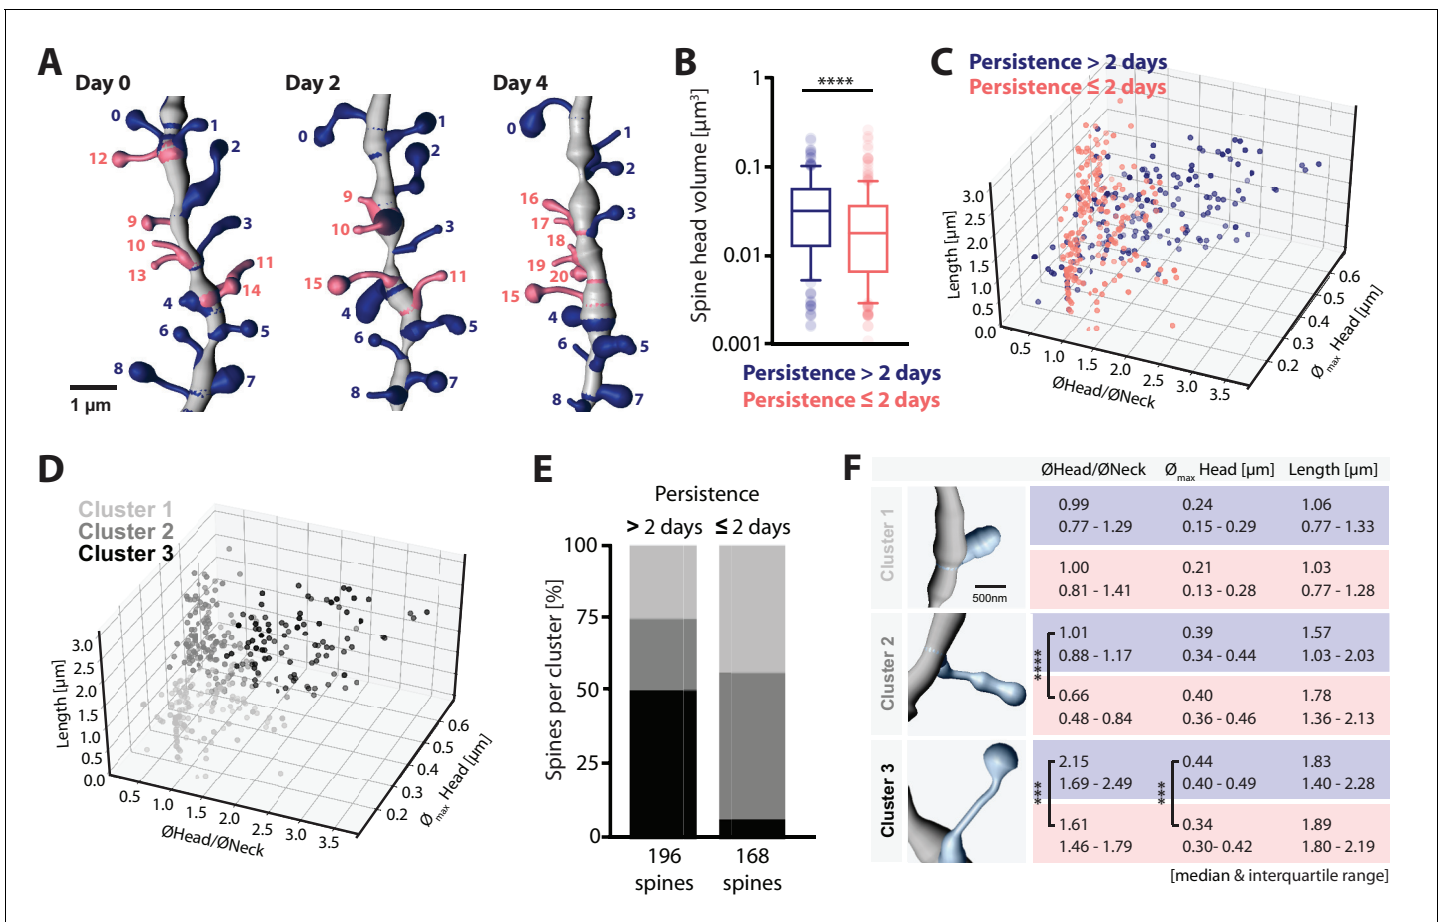 A
Day 0
0
1
12
2
9
3
10
13
11
14
4
6
5
8
7
1 µm
Day 2
0
1
2
9
10
3
15
11
4
6
5
8
7
Day 4
0
1
2
16
17
3
18
19
20
15
4
6
5
8
7
B
Spine head volume [µm³]
1
0.1
0.01
0.001
****
Persistence > 2 days
Persistence ≤ 2 days
C
Persistence > 2 days
Persistence ≤ 2 days
Length [µm]
3.0
2.5
2.0
1.5
1.0
0.5
0.0
0.5
1.0
1.5
2.0
2.5
3.0
3.5
ØHead/ØNeck
0.6
0.5
0.4
0.3
0.2
Ømax Head [µm]
D
Cluster 1
Cluster 2
Cluster 3
Length [µm]
3.0
2.5
2.0
1.5
1.0
0.5
0.0
0.5
1.0
1.5
2.0
2.5
3.0
3.5
ØHead/ØNeck
0.6
0.5
0.4
0.3
0.2
Ømax Head [µm]
E
Persistence
> 2 days ≤ 2 days
Spines per cluster [%]
100
75
50
25
0
196 168
spines spines
F
ØHead/ØNeck Ømax Head [µm] Length [µm]
Cluster 1
500nm
0.99 0.24 1.06
0.77 - 1.29 0.15 - 0.29 0.77 - 1.33
1.00 0.21 1.03
0.81 - 1.41 0.13 - 0.28 0.77 - 1.28
Cluster 2
****
1.01 0.39 1.57
0.88 - 1.17 0.34 - 0.44 1.03 - 2.03
0.66 0.40 1.78
0.48 - 0.84 0.36 - 0.46 1.36 - 2.13
Cluster 3
*** ***
2.15 0.44 1.83
1.69 - 2.49 0.40 - 0.49 1.40 - 2.28
1.61 0.34 1.89
1.46 - 1.79 0.30- 0.42 1.80 - 2.19
[median & interquartile range]